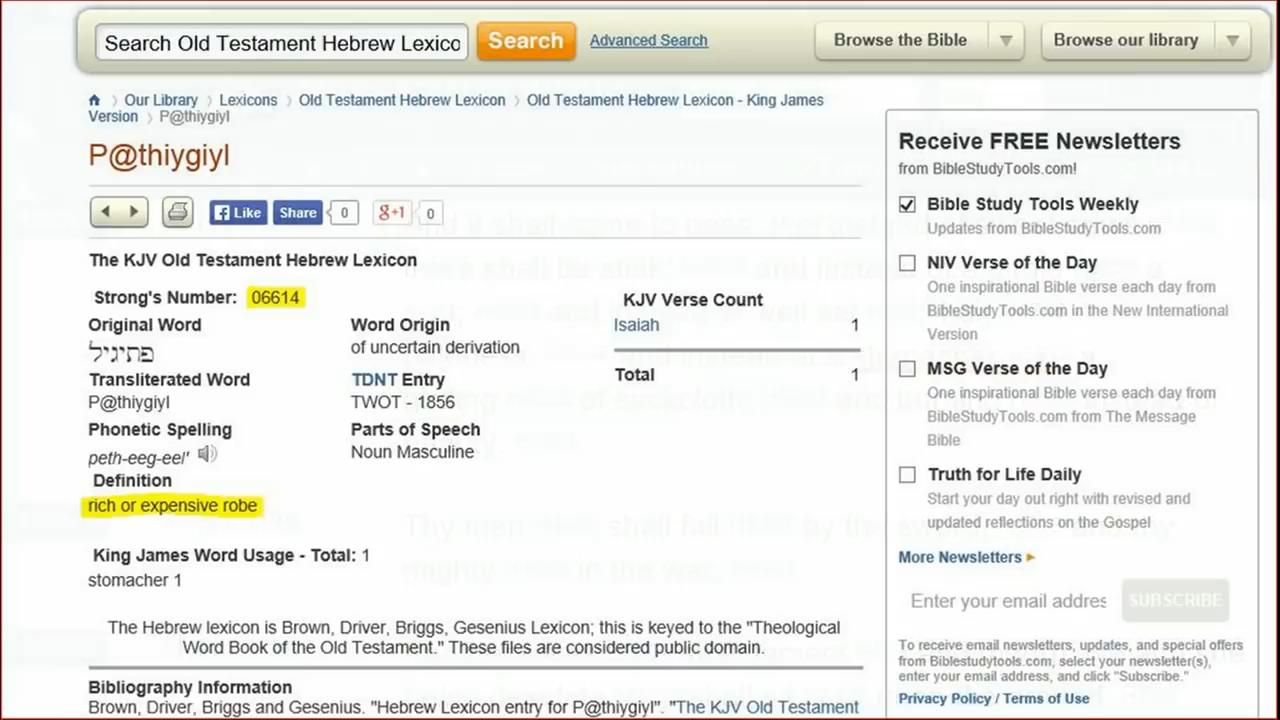 Search Old Testament Hebrew Lexico
Search
Advanced Search
Browse the Bible
Browse our library
Our Library
Lexicons
Old Testament Hebrew Lexicon
Old Testament Hebrew Lexicon - King James
Version
P@thiygiyl
P@thiygiyl
Like
Share
0
g+1
0
The KJV Old Testament Hebrew Lexicon
Strong's Number: 06614
Original Word
פתיגיל
Transliterated Word
P@thiygiyl
Phonetic Spelling
peth-eeg-eel'
Definition
rich or expensive robe
Word Origin
of uncertain derivation
TDNT Entry
TWOT - 1856
Parts of Speech
Noun Masculine
KJV Verse Count
Isaiah 1
Total 1
King James Word Usage - Total: 1
stomacher 1
The Hebrew lexicon is Brown, Driver, Briggs, Gesenius Lexicon; this is keyed to the "Theological
Word Book of the Old Testament." These files are considered public domain.
Bibliography Information
Brown, Driver, Briggs and Gesenius. "Hebrew Lexicon entry for P@thiygiyl". "The KJV Old Testament
Receive FREE Newsletters
from BibleStudyTools.com!
Bible Study Tools Weekly
Updates from BibleStudyTools.com
NIV Verse of the Day
One inspirational Bible verse each day from
BibleStudyTools.com in the New International
Version
MSG Verse of the Day
One inspirational Bible verse each day from
BibleStudyTools.com from The Message
Bible
Truth for Life Daily
Start your day out right with revised and
updated reflections on the Gospel
More Newsletters
Enter your email addres
SUBSCRIBE
To receive email newsletters, updates, and special offers
from Biblestudytools.com, select your newsletter(s),
enter your email address, and click "Subscribe."
Privacy Policy / Terms of Use